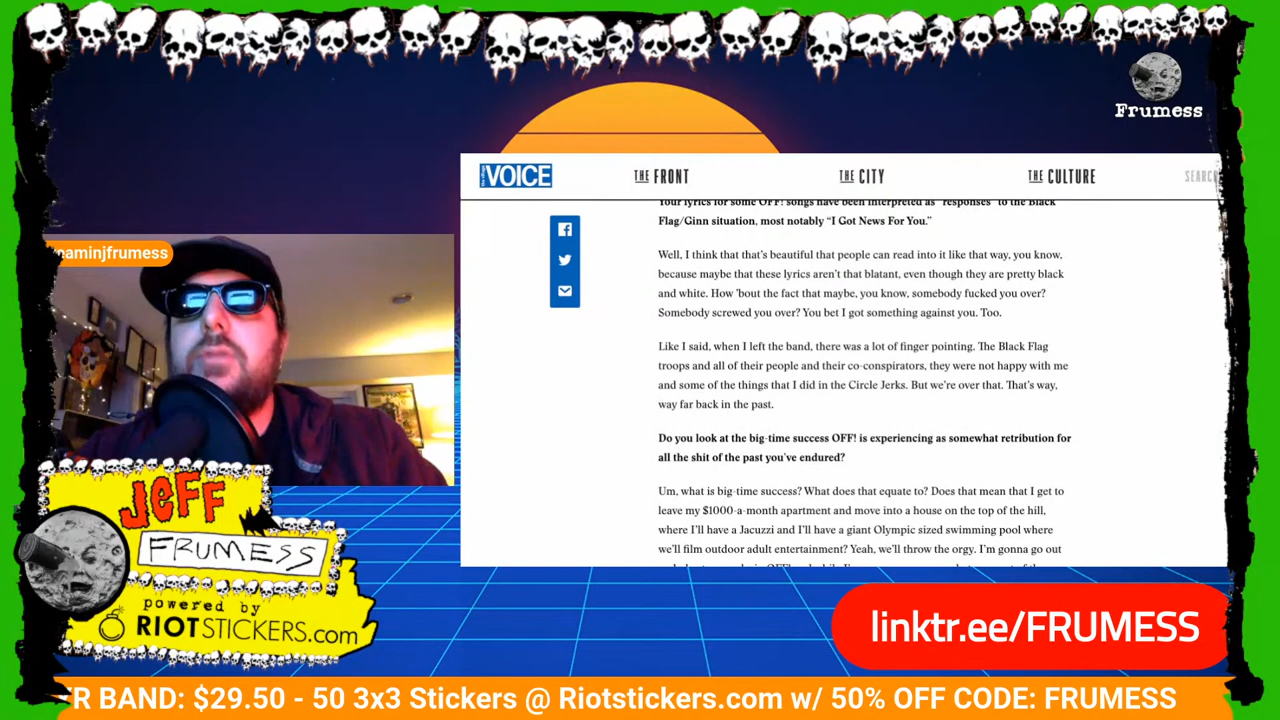 Frumess
the village VOICE
THE FRONT
THE CITY
THE CULTURE
SEARC
Your lyrics for some OFF! songs have been interpreted as "responses" to the Black
Flag/Ginn situation, most notably “I Got News For You.”
Well, I think that that’s beautiful that people can read into it like that way, you know,
because maybe that these lyrics aren’t that blatant, even though they are pretty black
and white. How ’bout the fact that maybe, you know, somebody fucked you over?
Somebody screwed you over? You bet I got something against you. Too.
Like I said, when I left the band, there was a lot of finger pointing. The Black Flag
troops and all of their people and their co-conspirators, they were not happy with me
and some of the things that I did in the Circle Jerks. But we’re over that. That’s way,
way far back in the past.
Do you look at the big-time success OFF! is experiencing as somewhat retribution for
all the shit of the past you’ve endured?
Um, what is big-time success? What does that equate to? Does that mean that I get to
leave my $1000-a-month apartment and move into a house on the top of the hill,
where I’ll have a Jacuzzi and I’ll have a giant Olympic sized swimming pool where
we’ll film outdoor adult entertainment? Yeah, we’ll throw the orgy. I’m gonna go out
eaminjfrumess
JEFF
FRUMESS
powered by
RIOTSTICKERS.com
linktr.ee/FRUMESS
R BAND: $29.50 - 50 3x3 Stickers @ Riotstickers.com w/ 50% OFF CODE: FRUMESS